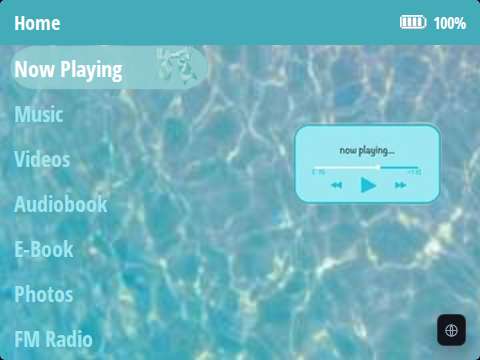 Home
100%
Now Playing
Music
Videos
Audiobook
E-Book
Photos
FM Radio
now playing...